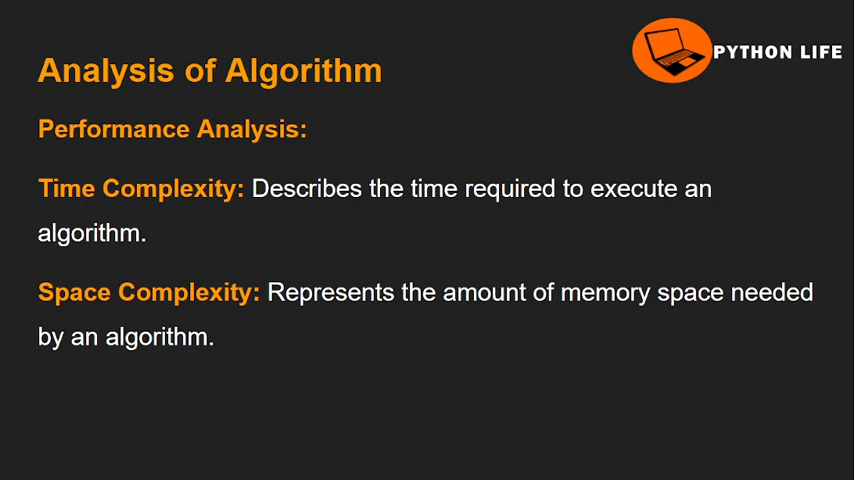 Analysis of Algorithm
PYTHON LIFE
Performance Analysis:
Time Complexity: Describes the time required to execute an
algorithm.
Space Complexity: Represents the amount of memory space needed
by an algorithm.